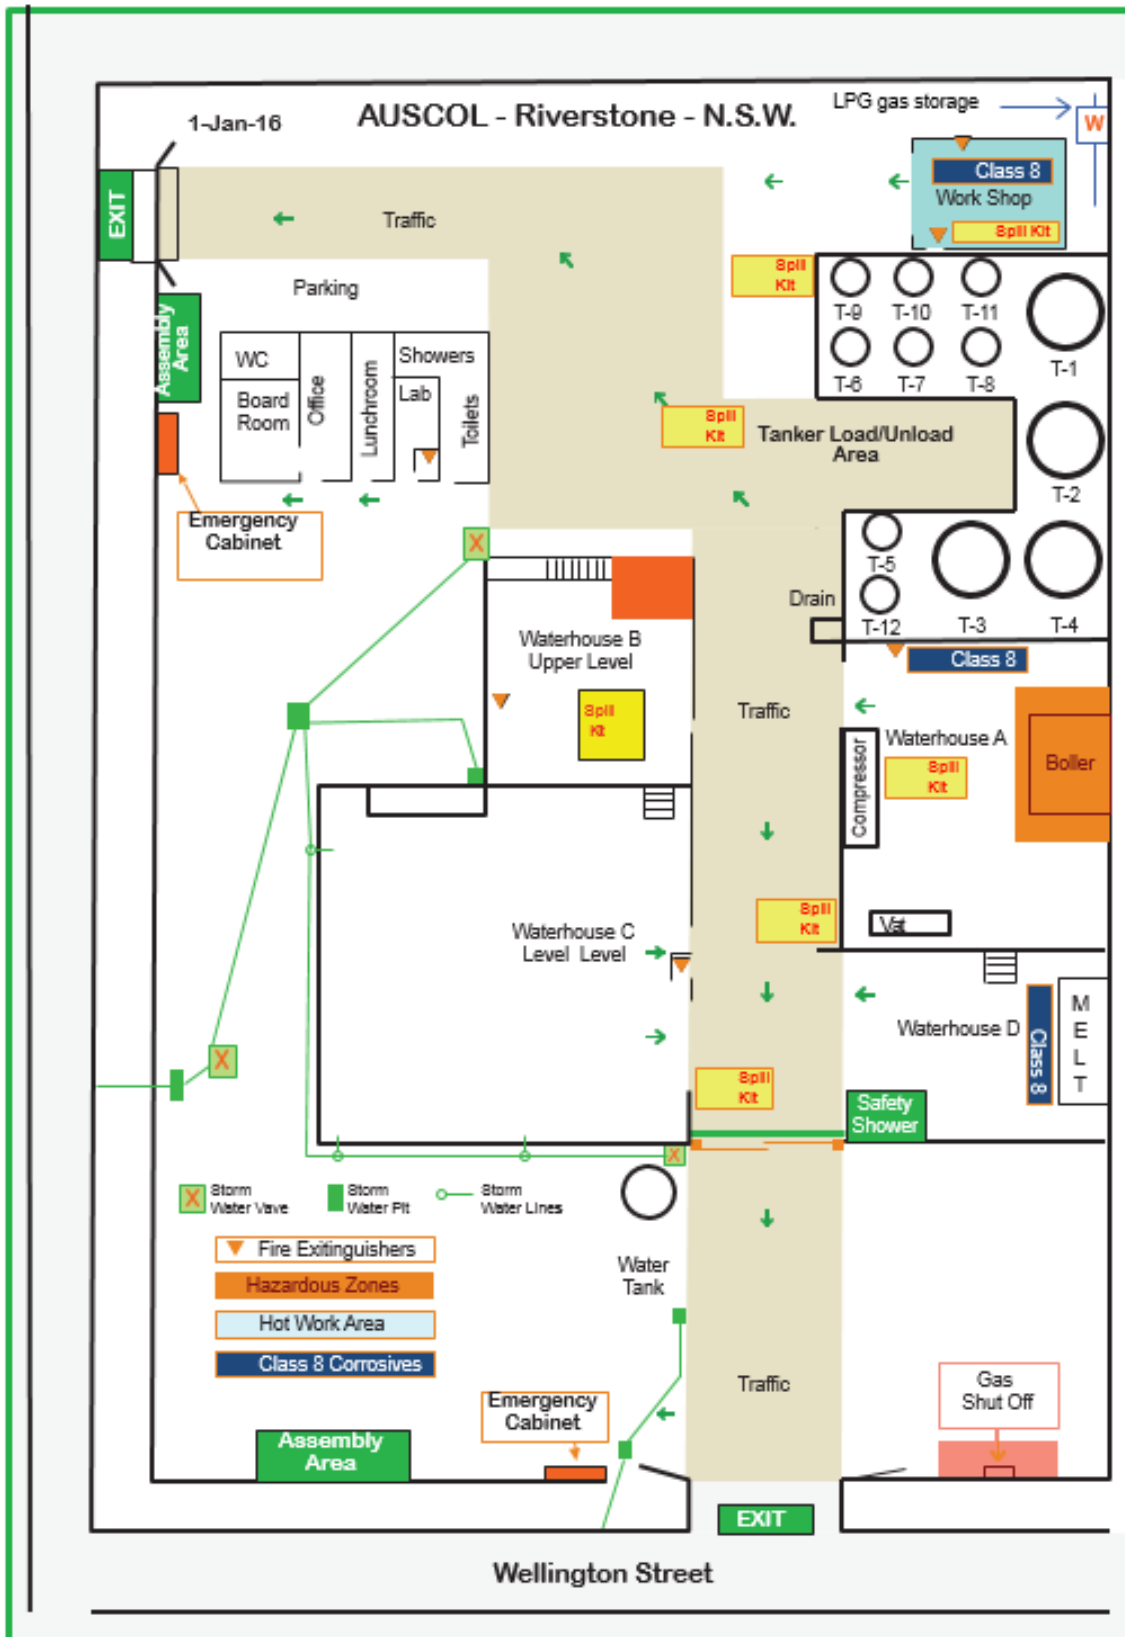 AUSCOL - Riverstone - N.S.W.
1-Jan-16
LPG gas storage
W
Class 8
Work Shop
Spill Kit
EXIT
Traffic
Spill
Kit
T-9
T-10
T-11
T-1
T-6
T-7
T-8
Parking
Assembly
Area
WC
Board
Room
Office
Lunchroom
Showers
Lab
Toilets
Spill
Kit
Tanker Load/Unload
Area
T-2
Emergency
Cabinet
X
T-5
T-12
T-3
T-4
Drain
Waterhouse B
Upper Level
Spill
Kit
Class 8
Traffic
Waterhouse A
Spill
Kit
Boiler
Compressor
Vat
Spill
Kit
Waterhouse C
Level Level
Waterhouse D
Class 8
MELT
X
Spill
Kit
Safety
Shower
X
X
Storm
Water Vave
Storm
Water Pit
Storm
Water Lines
Fire Exitinguishers
Hazardous Zones
Hot Work Area
Class 8 Corrosives
Water
Tank
Traffic
Gas
Shut Off
Emergency
Cabinet
Assembly
Area
EXIT
Wellington Street